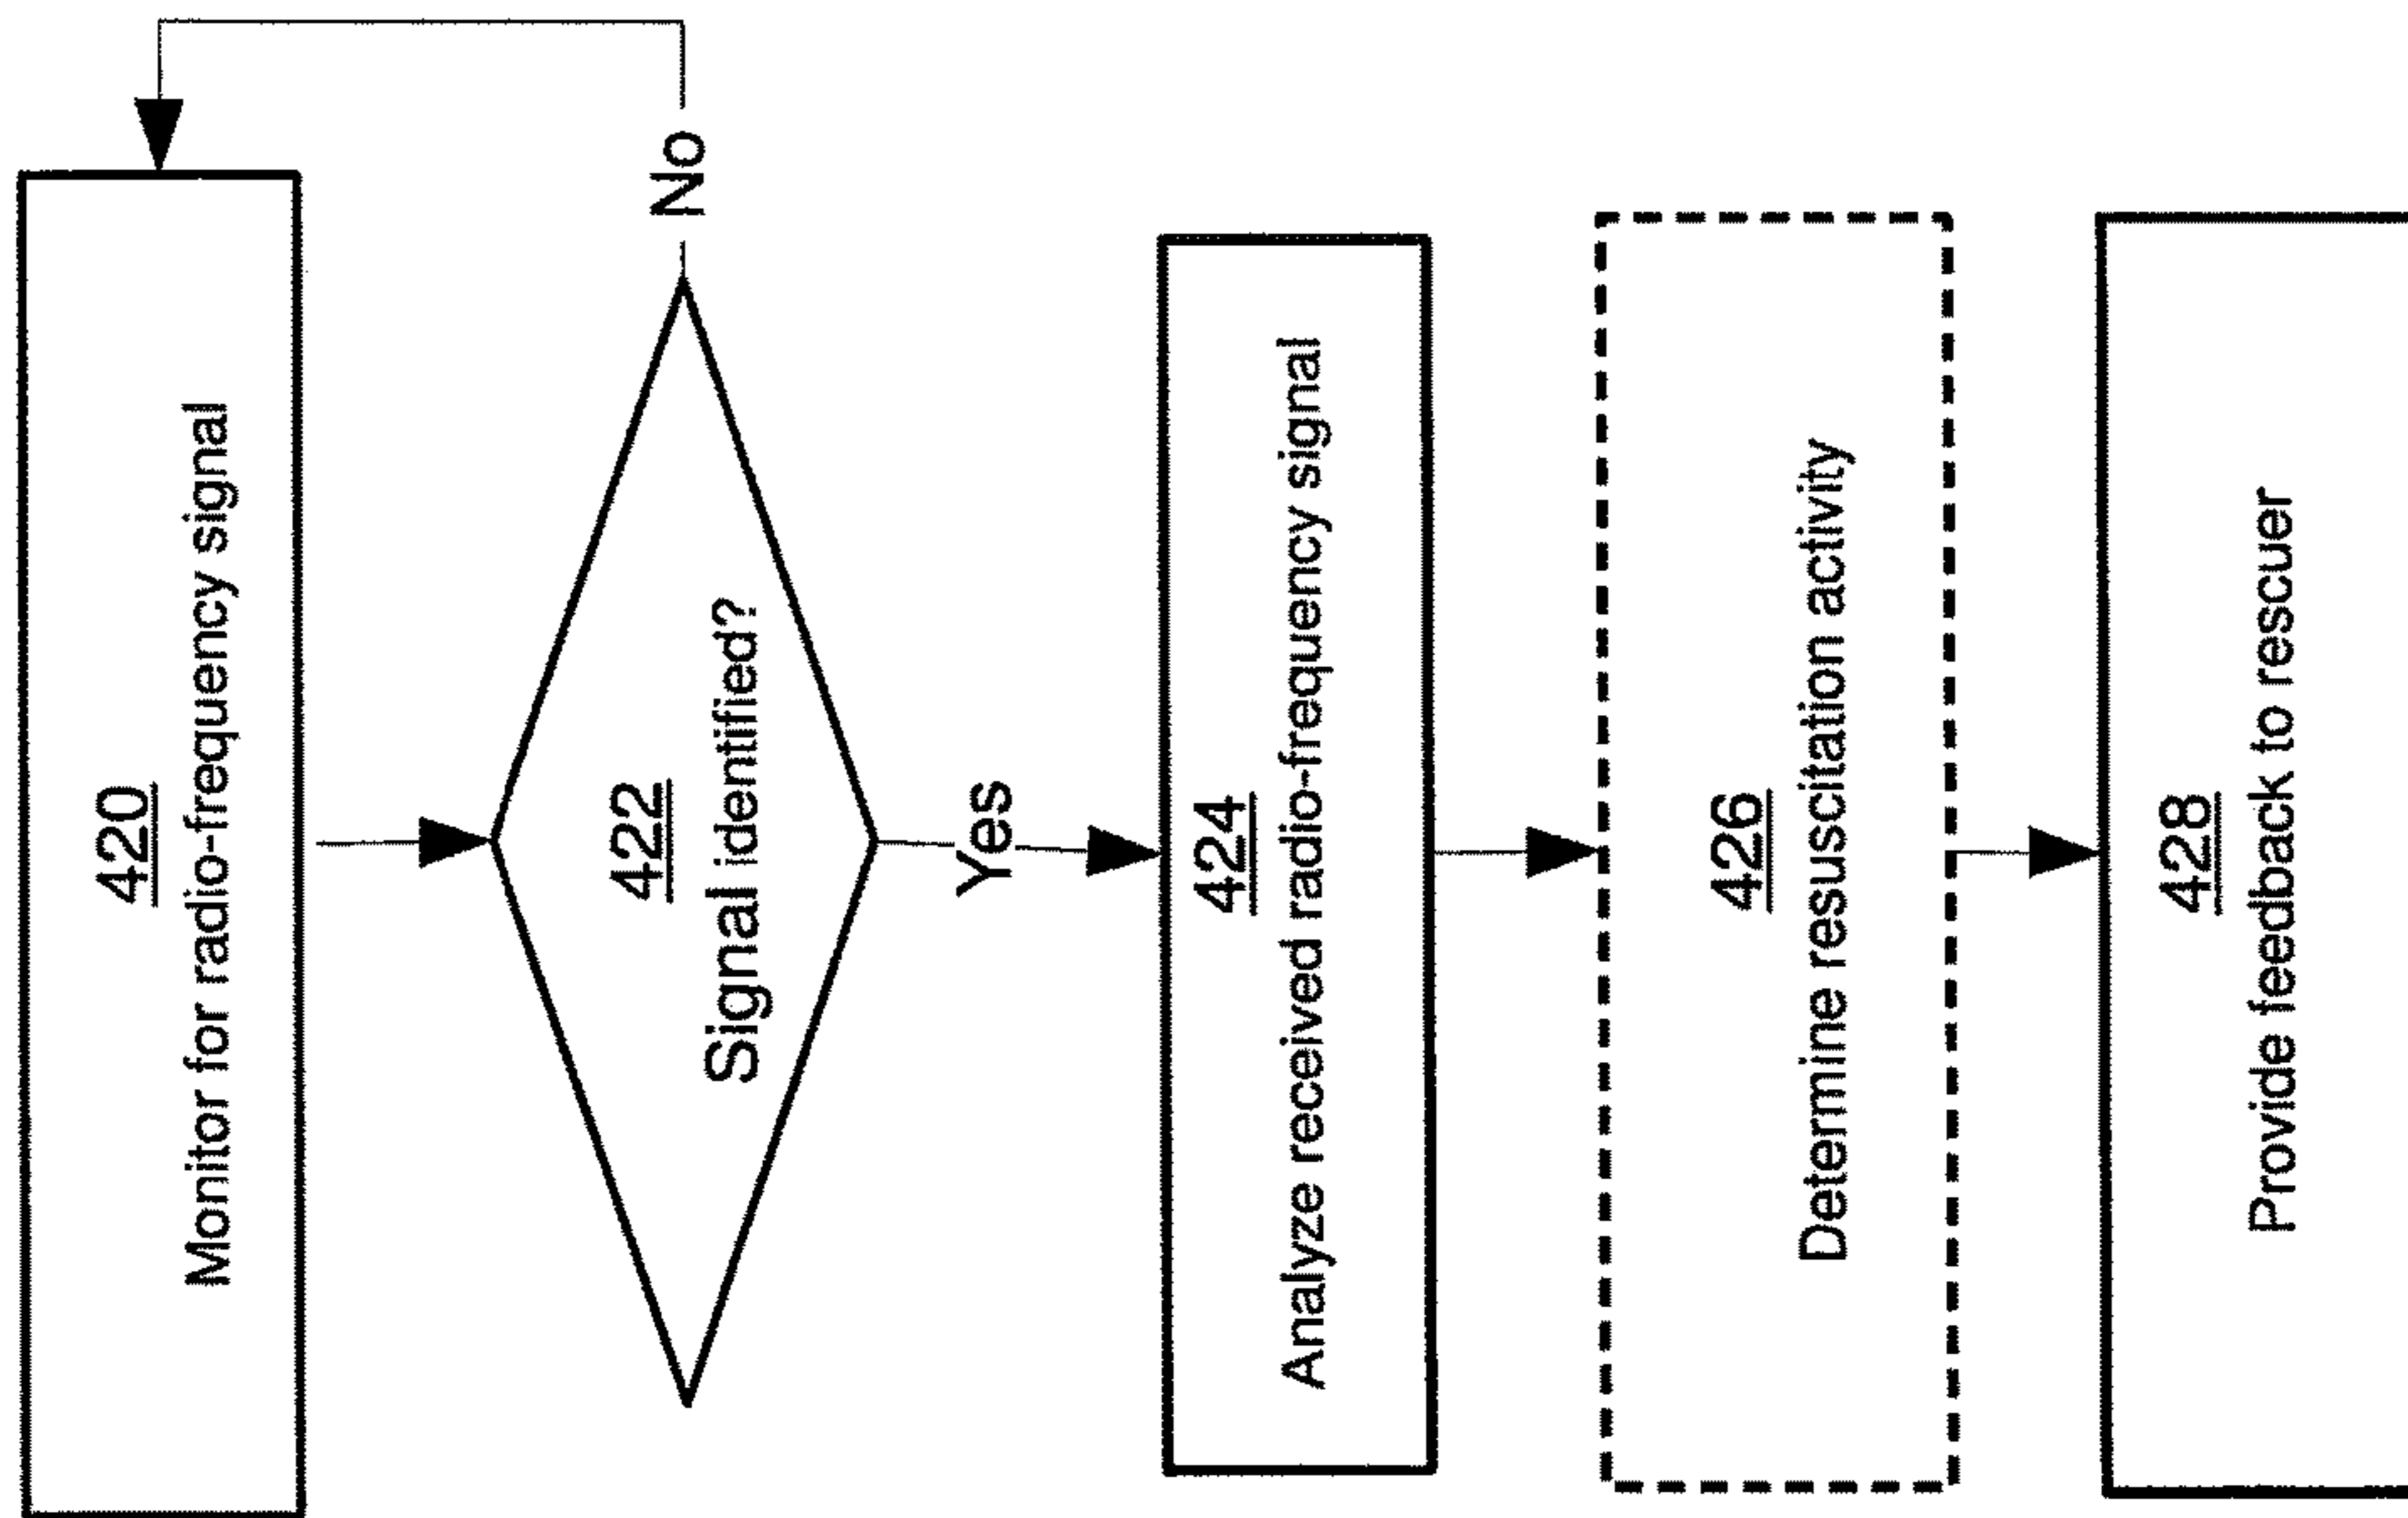 420
Monitor for radio-frequency signal
422
Signal identified?
No
Yes
424
Analyze received radio-frequency signal
426
Determine resuscitation activity
428
Provide feedback to rescuer